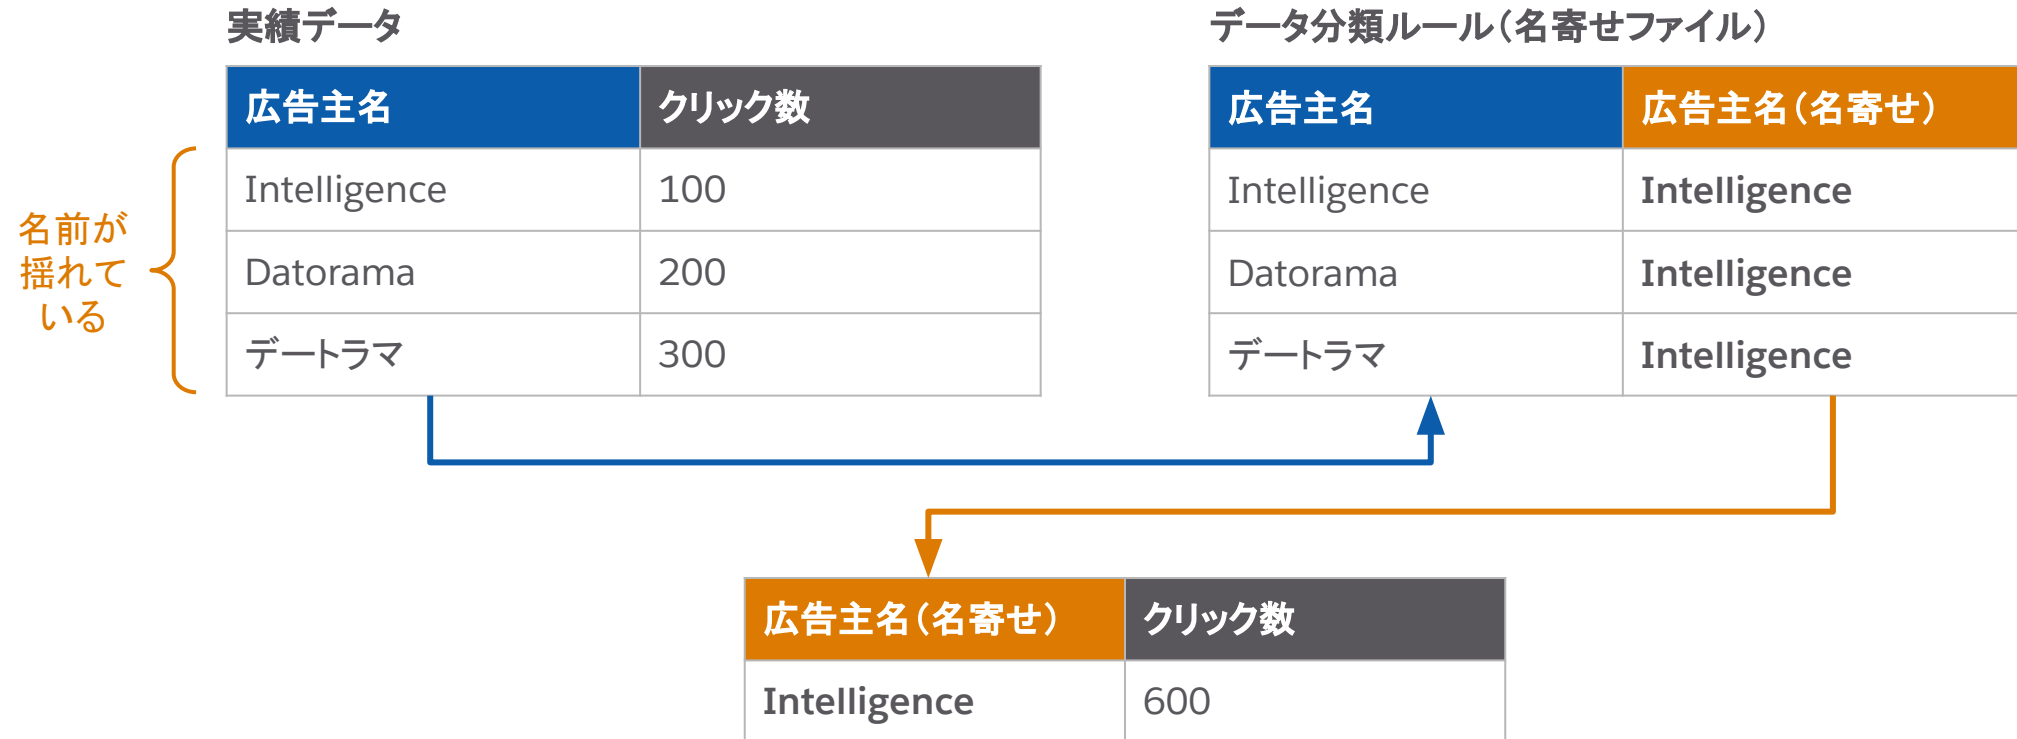 実績データ
広告主名 クリック数
Intelligence 100
Datorama 200
データラマ 300
名前が
揺れて
いる
データ分類ルール（名寄せファイル）
広告主名 広告主名（名寄せ）
Intelligence Intelligence
Datorama Intelligence
デートラマ Intelligence
広告主名（名寄せ） クリック数
Intelligence 600